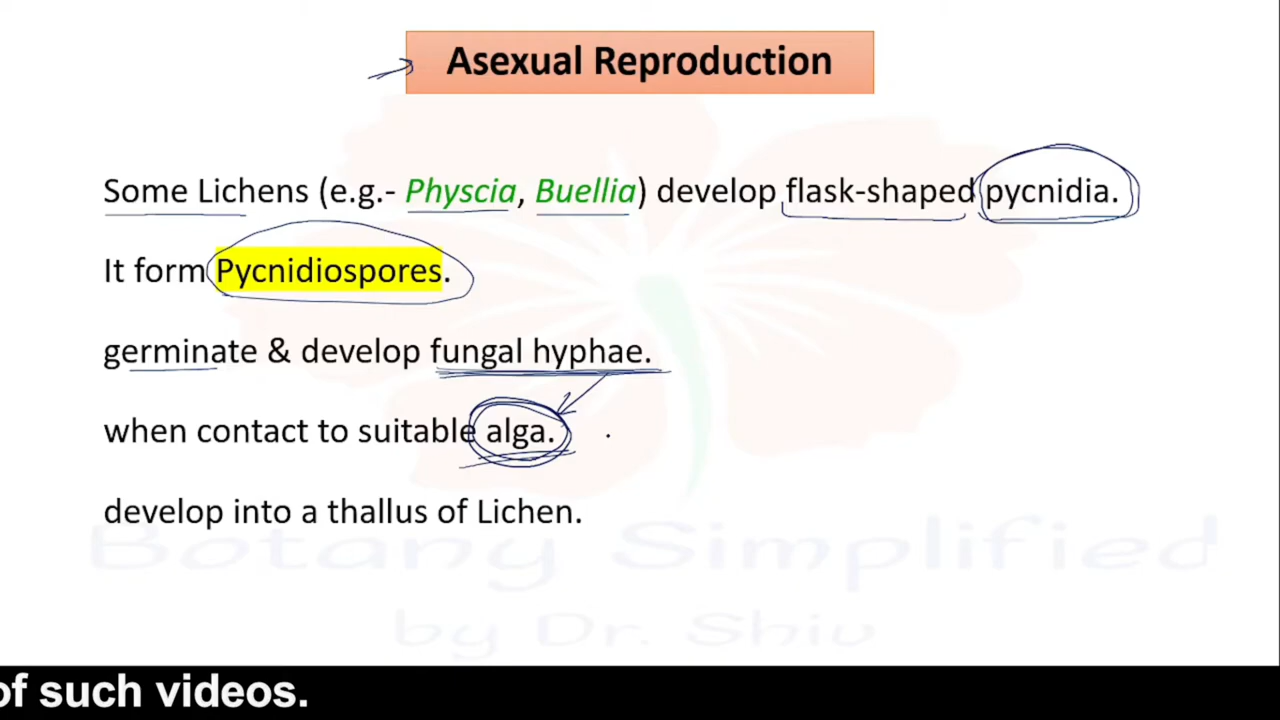 Asexual Reproduction
Some Lichens (e.g.- Physcia, Buellia) develop flask-shaped pycnidia.
It form Pycnidiospores.
germinate & develop fungal hyphae.
when contact to suitable alga.
develop into a thallus of Lichen.
Botany Simplified
by Dr. Shiv
of such videos.